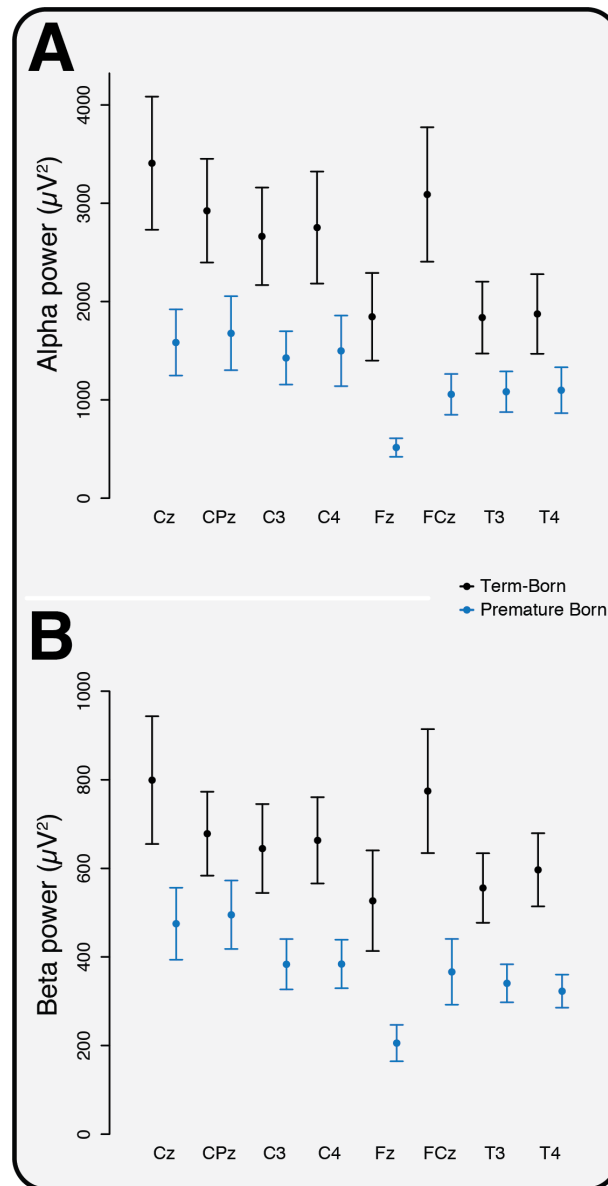 A
Alpha power (µV²)
4000
3000
2000
1000
0
Cz CPz C3 C4 Fz FCz T3 T4
Term-Born
Premature Born
B
Beta power (µV²)
1000
800
600
400
200
0
Cz CPz C3 C4 Fz FCz T3 T4